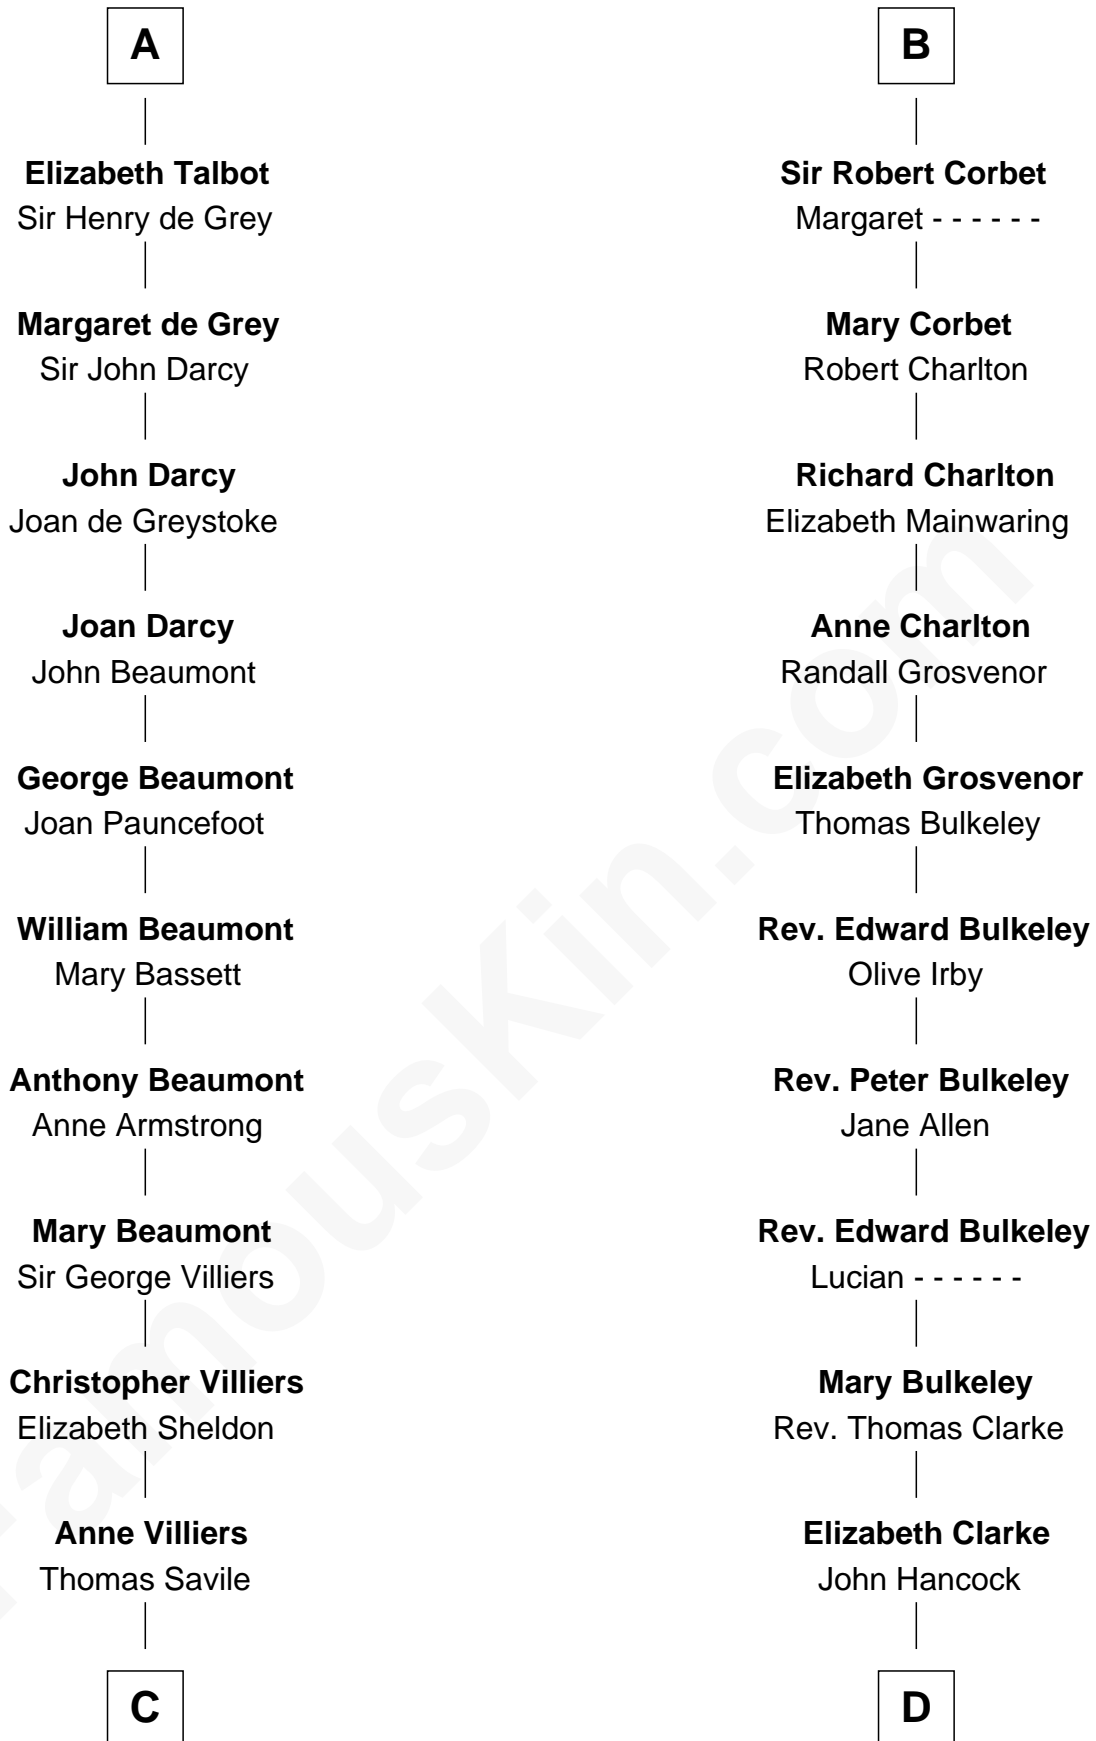 A
Elizabeth Talbot
Sir Henry de Grey
Margaret de Grey
Sir John Darcy
John Darcy
Joan de Greystoke
Joan Darcy
John Beaumont
George Beaumont
Joan Pauncefoot
William Beaumont
Mary Bassett
Anthony Beaumont
Anne Armstrong
Mary Beaumont
Sir George Villiers
Christopher Villiers
Elizabeth Sheldon
Anne Villiers
Thomas Savile
C
B
Sir Robert Corbet
Margaret - - - - - -
Mary Corbet
Robert Charlton
Richard Charlton
Elizabeth Mainwaring
Anne Charlton
Randall Grosvenor
Elizabeth Grosvenor
Thomas Bulkeley
Rev. Edward Bulkeley
Olive Irby
Rev. Peter Bulkeley
Jane Allen
Rev. Edward Bulkeley
Lucian - - - - - -
Mary Bulkeley
Rev. Thomas Clarke
Elizabeth Clarke
John Hancock
D
FamousKin.com